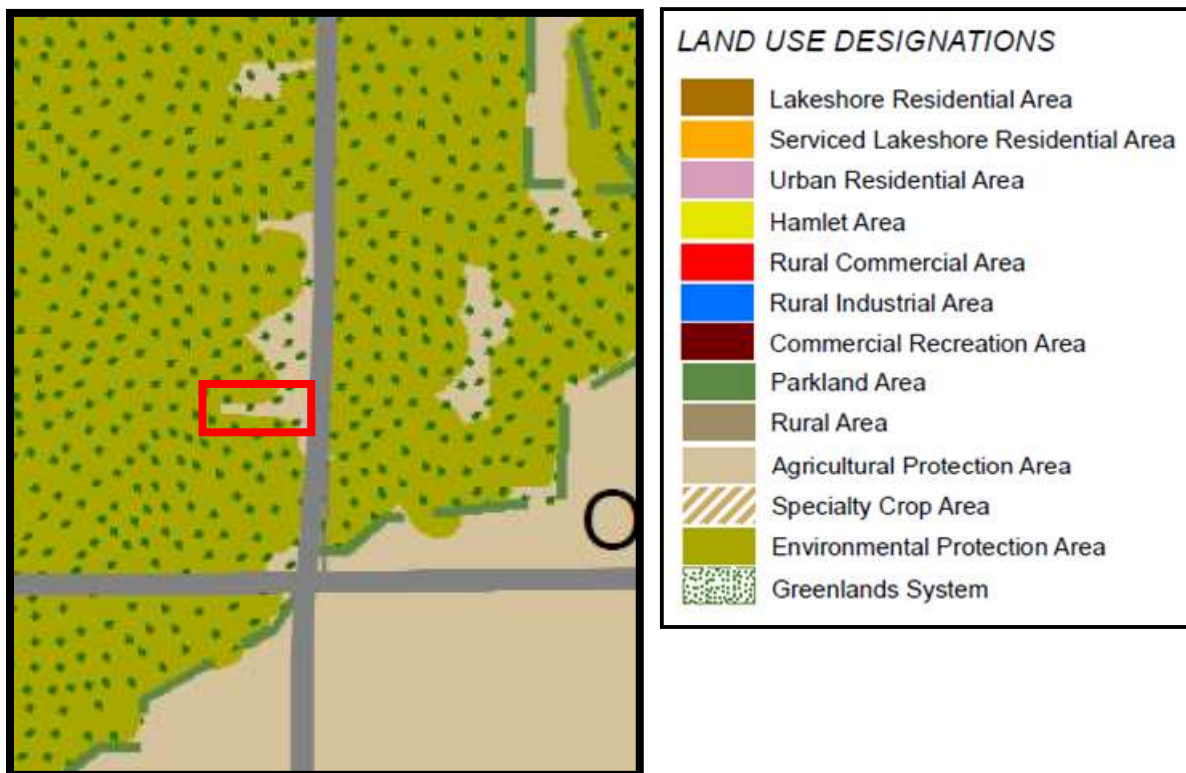 LAND USE DESIGNATIONS
Lakeshore Residential Area
Serviced Lakeshore Residential Area
Urban Residential Area
Hamlet Area
Rural Commercial Area
Rural Industrial Area
Commercial Recreation Area
Parkland Area
Rural Area
Agricultural Protection Area
Specialty Crop Area
Environmental Protection Area
Greenlands System
O